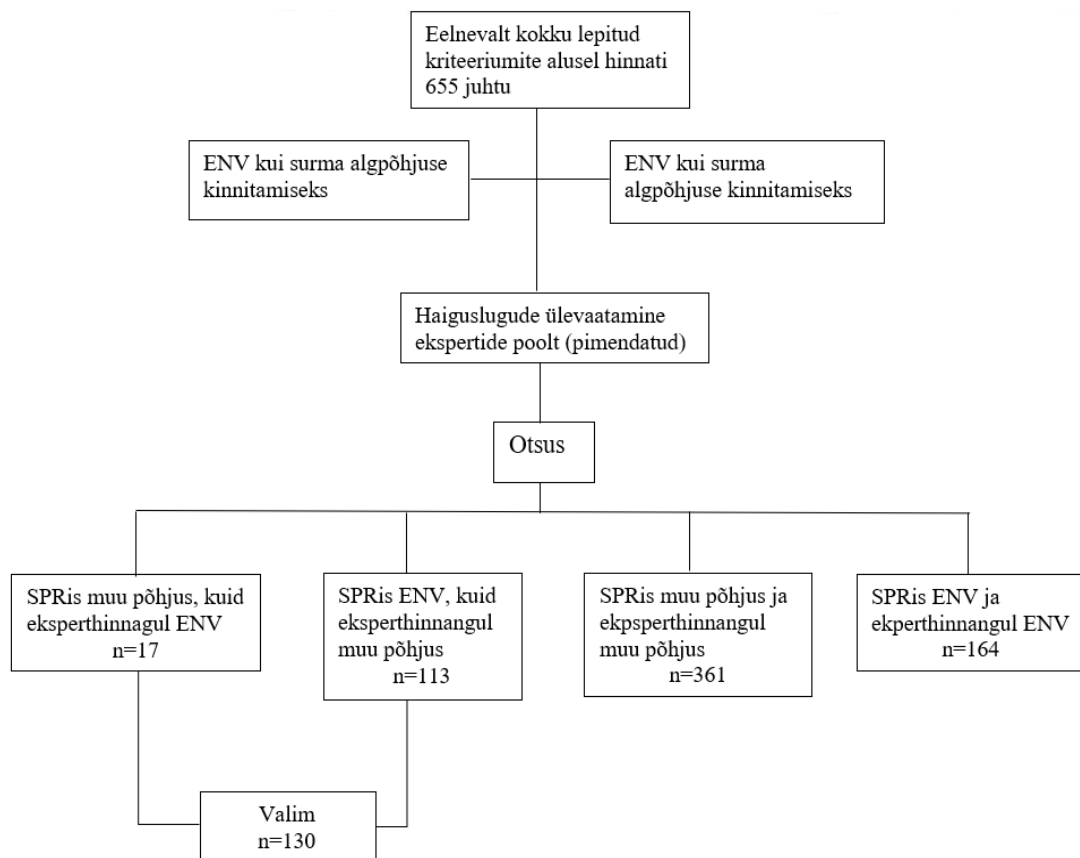 Eelnevalt kokku lepitud
kriteeriumite alusel hinnati
655 juhtu
ENV kui surma algpõhjuse
kinnitamiseks
ENV kui surma
algpõhjuse kinnitamiseks
Haiguslugude ülevaatamine
ekspertide poolt (pimendatud)
Otsus
SPRis muu põhjus, kuid
eksperthinnagul ENV
n=17
SPRis ENV, kuid
eksperthinnangul
muu põhjus
n=113
SPRis muu põhjus ja
ekpsperthinnangul
muu põhjus
n=361
SPRis ENV ja
ekperthinnangul ENV
n=164
Valim
n=130